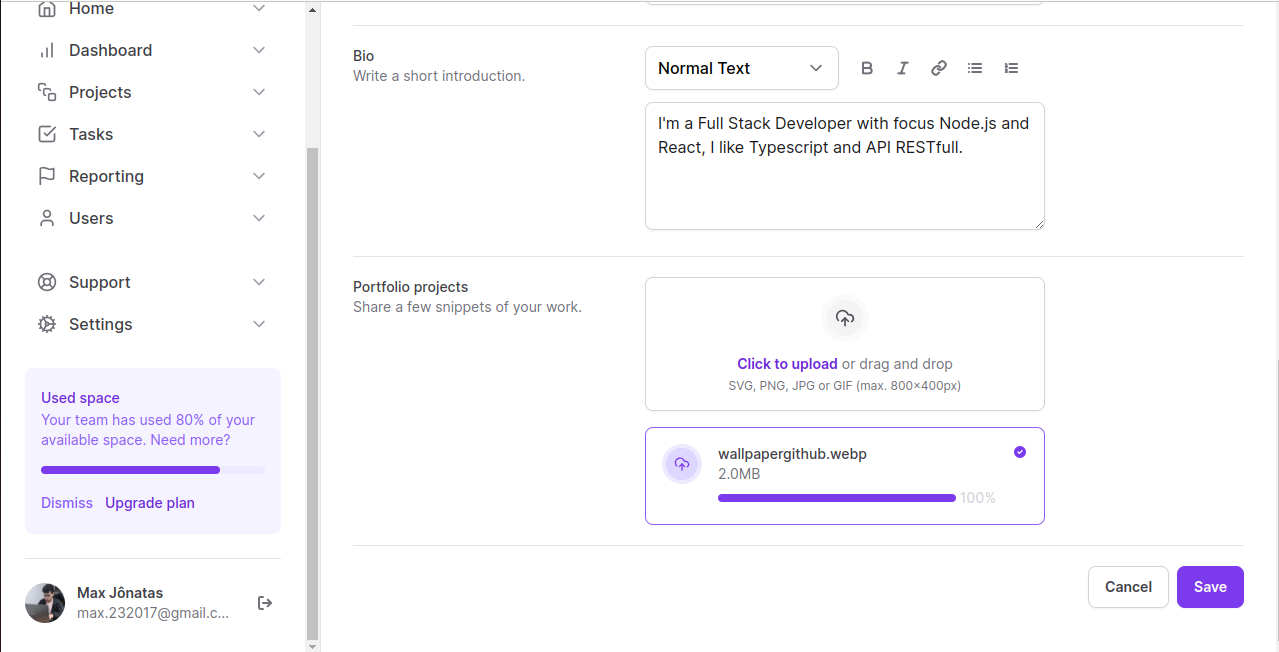 Home
Dashboard
Projects
Tasks
Reporting
Users
Support
Settings
Used space
Your team has used 80% of your
available space. Need more?
Dismiss Upgrade plan
Max Jônatas
max.232017@gmail.c...
Bio
Write a short introduction.
Normal Text
B I
I'm a Full Stack Developer with focus Node.js and
React, I like Typescript and API RESTfull.
Portfolio projects
Share a few snippets of your work.
Click to upload or drag and drop
SVG, PNG, JPG or GIF (max. 800×400px)
wallpapergithub.webp
2.0MB
100%
Cancel
Save